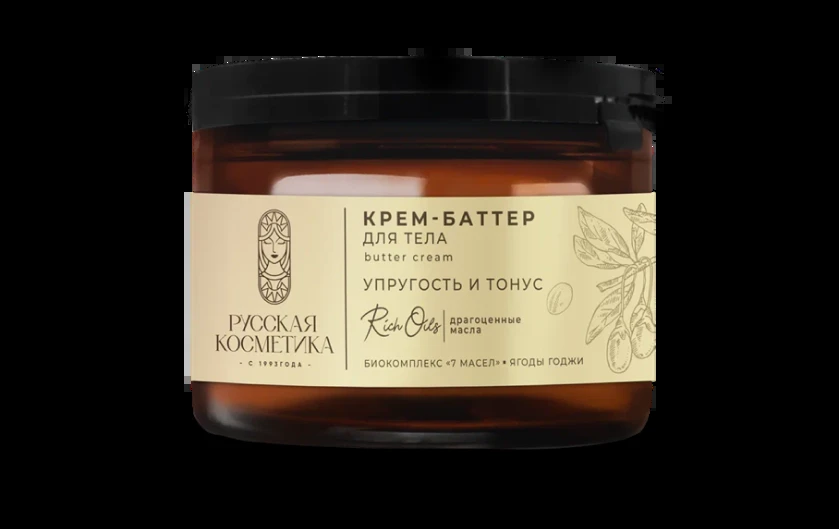 РУССКАЯ
КОСМЕТИКА
- С 1993ГОДА -
КРЕМ-БАТТЕР
ДЛЯ ТЕЛА
butter cream
УПРУГОСТЬ И ТОНУС
Rich Oils
драгоценные
масла
БИОКОМПЛЕКС «7 МАСЕЛ» • ЯГОДЫ ГОДЖИ